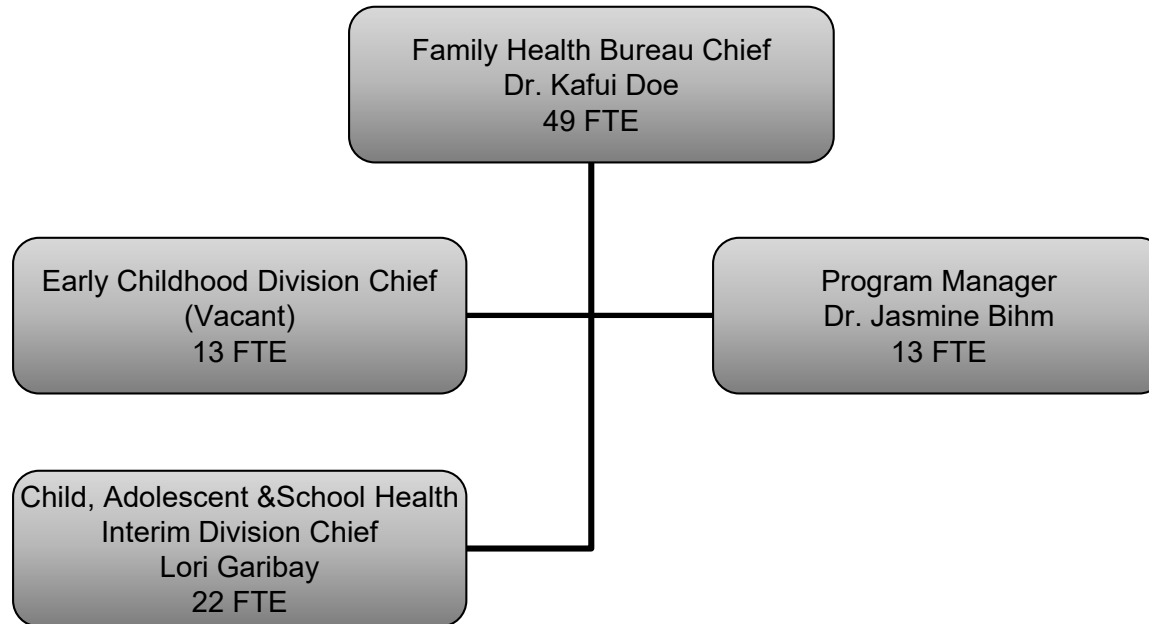 Family Health Bureau Chief
Dr. Kafui Doe
49 FTE
Early Childhood Division Chief
(Vacant)
13 FTE
Program Manager
Dr. Jasmine Bihm
13 FTE
Child, Adolescent &School Health
Interim Division Chief
Lori Garibay
22 FTE